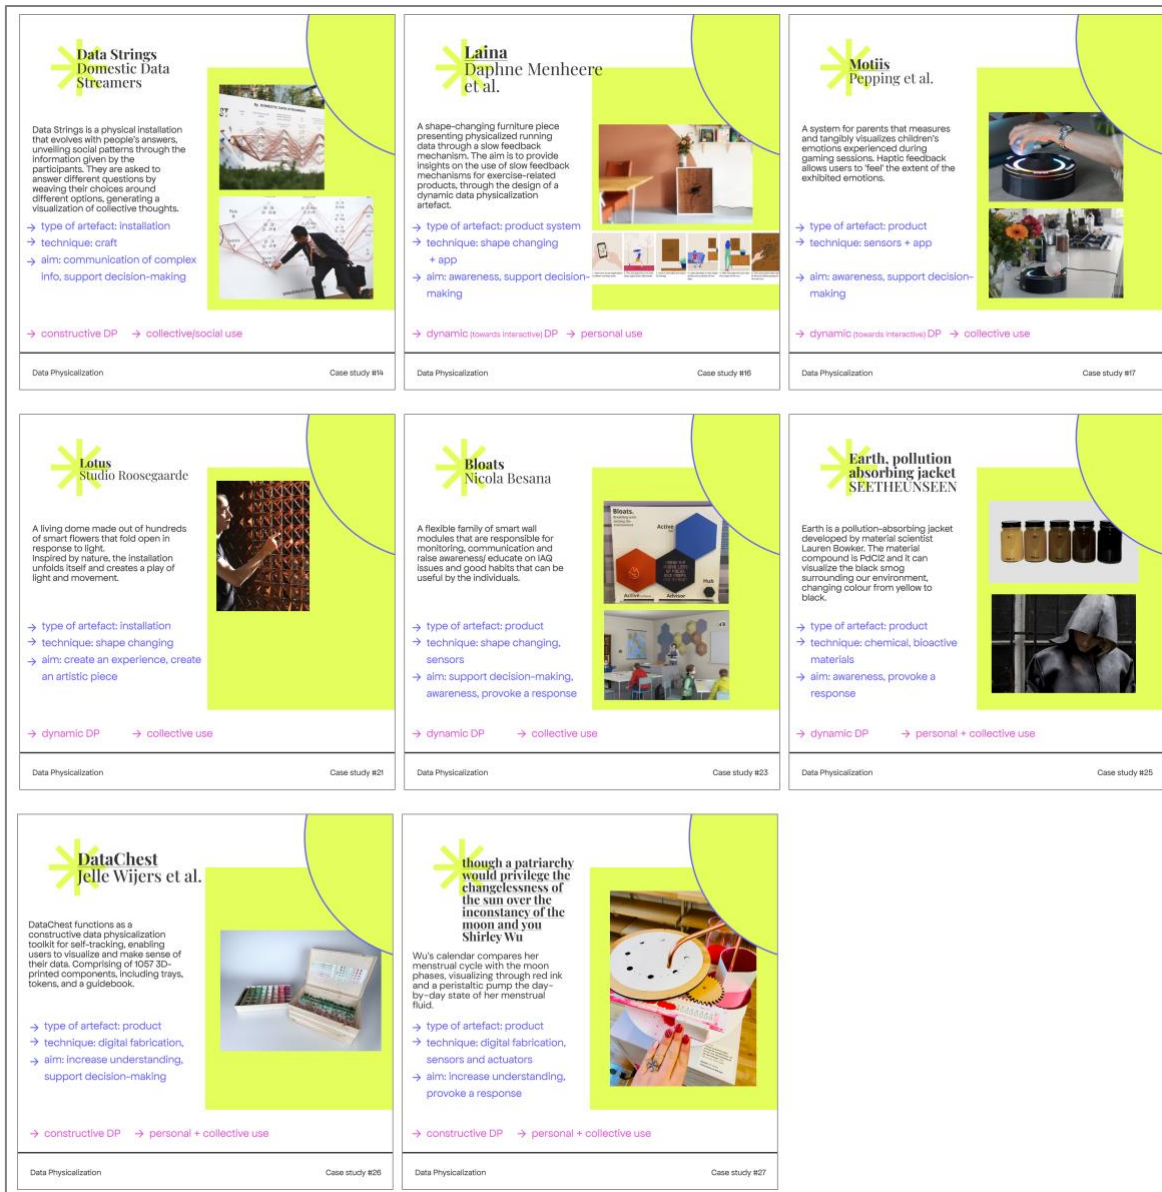 Data Strings
Domestic Data
Streamers
Data Strings is a physical installation
that evolves with people's answers,
unveiling social patterns through the
information given by the
participants. They are asked to
answer different questions by
weaving their choices around
different options, generating a
visualization of collective thoughts.
→ type of artefact: installation
→ technique: craft
→ aim: communication of complex
info, support decision-making
→ constructive DP → collective/social use
Data Physicalization Case study #14
Laina
Daphne Menheere
et al.
A shape-changing furniture piece
presenting physicalized running
data through a slow feedback
mechanism. The aim is to provide
insights on the use of slow feedback
mechanisms for exercise-related
products, through the design of a
dynamic data physicalization
artefact.
→ type of artefact: product system
→ technique: shape changing
+ app
→ aim: awareness, support decision-
making
→ dynamic (towards interactive) DP → personal use
Data Physicalization Case study #16
Motiis
Pepping et al.
A system for parents that measures
and tangibly visualizes children's
emotions experienced during
gaming sessions. Haptic feedback
allows users to 'feel' the extent of the
exhibited emotions.
→ type of artefact: product
→ technique: sensors + app
→ aim: awareness, support decision-
making
→ dynamic (towards interactive) DP → collective use
Data Physicalization Case study #17
Lotus
Studio Roosegaarde
A living dome made out of hundreds
of smart flowers that fold open in
response to light.
Inspired by nature, the installation
unfolds itself and creates a play of
light and movement.
→ type of artefact: installation
→ technique: shape changing
→ aim: create an experience, create
an artistic piece
→ dynamic DP → collective use
Data Physicalization Case study #21
Bloats
Nicola Besana
A flexible family of smart wall
modules that are responsible for
monitoring, communication and
raise awareness/ educate on IAQ
issues and good habits that can be
useful by the individuals.
Bloats.
Active
Active
Advisor
Hub
→ type of artefact: product
→ technique: shape changing,
sensors
→ aim: support decision-making,
awareness, provoke a response
→ dynamic DP → collective use
Data Physicalization Case study #23
Earth, pollution
absorbing jacket
SEETHEUNSEEN
Earth is a pollution-absorbing jacket
developed by material scientist
Lauren Bowker. The material
compound is PdCl2 and it can
visualize the black smog
surrounding our environment,
changing colour from yellow to
black.
→ type of artefact: product
→ technique: chemical, bioactive
materials
→ aim: awareness, provoke a
response
→ dynamic DP → personal + collective use
Data Physicalization Case study #25
DataChest
Jelle Wijers et al.
DataChest functions as a
constructive data physicalization
toolkit for self-tracking, enabling
users to visualize and make sense of
their data. Comprising of 1057 3D-
printed components, including trays,
tokens, and a guidebook.
→ type of artefact: product
→ technique: digital fabrication,
→ aim: increase understanding,
support decision-making
→ constructive DP → personal + collective use
Data Physicalization Case study #26
though a patriarchy
would privilege the
changelessness of
the sun over the
inconstancy of the
moon and you
Shirley Wu
Wu's calendar compares her
menstrual cycle with the moon
phases, visualizing through red ink
and a peristaltic pump the day-
by-day state of her menstrual
fluid.
→ type of artefact: product
→ technique: digital fabrication,
sensors and actuators
→ aim: increase understanding,
provoke a response
→ constructive DP → personal + collective use
Data Physicalization Case study #27